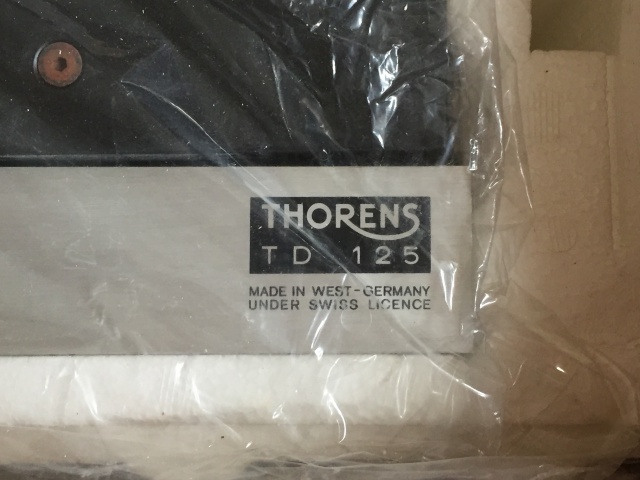 THORENS
TD 125
MADE IN WEST-GERMANY
UNDER SWISS LICENCE